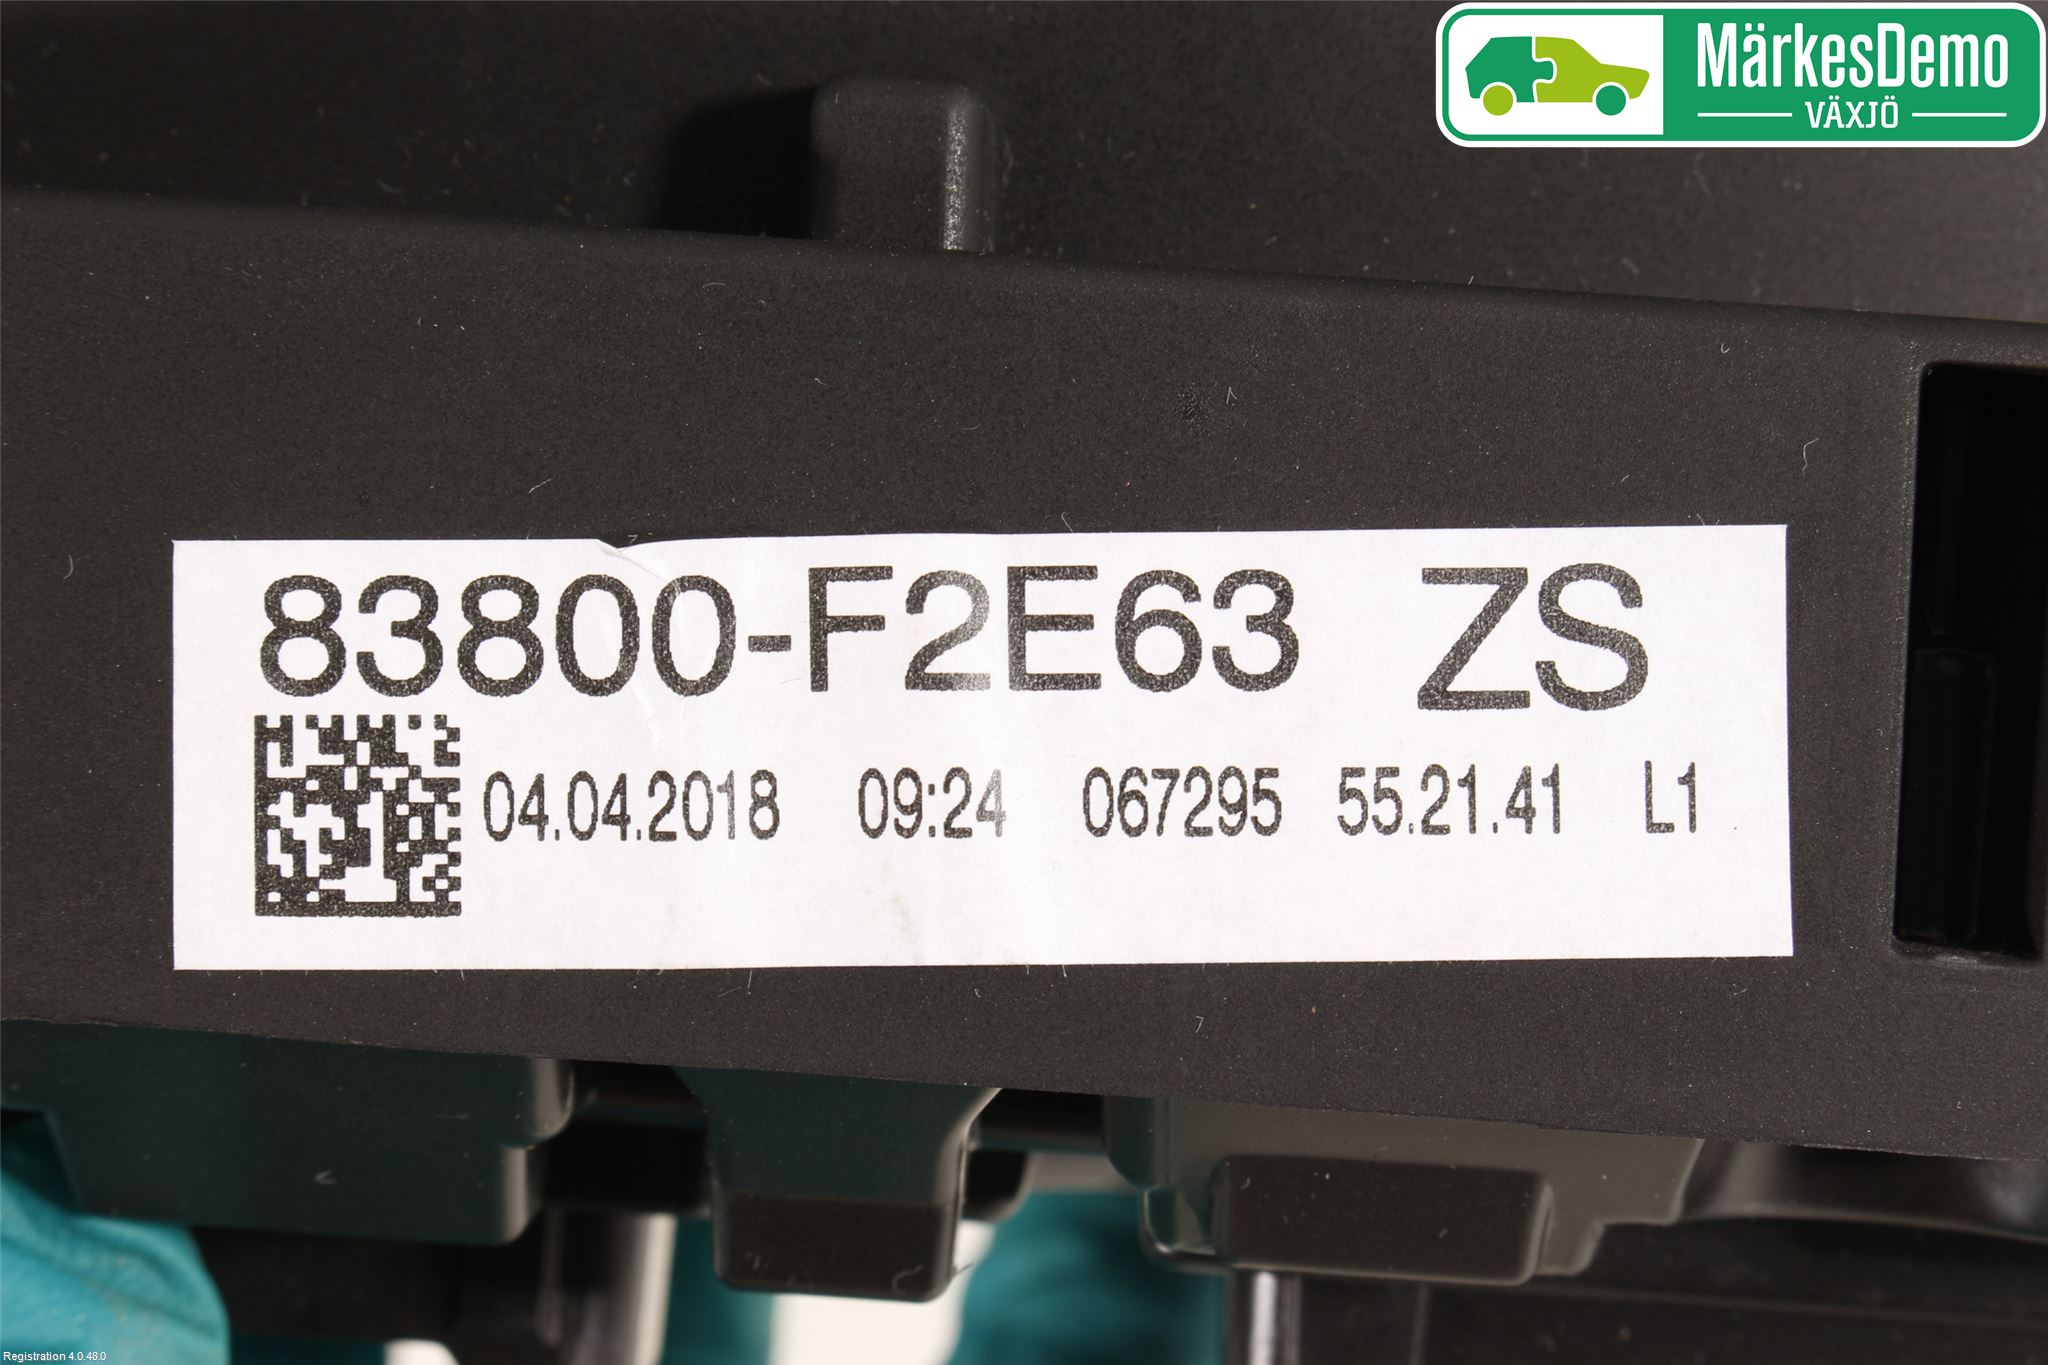 MärkesDemo
VÄXJÖ
83800-F2E63 ZS
04.04.2018 09:24 067295 55.21.41 L1
Registration 4.0.48.0